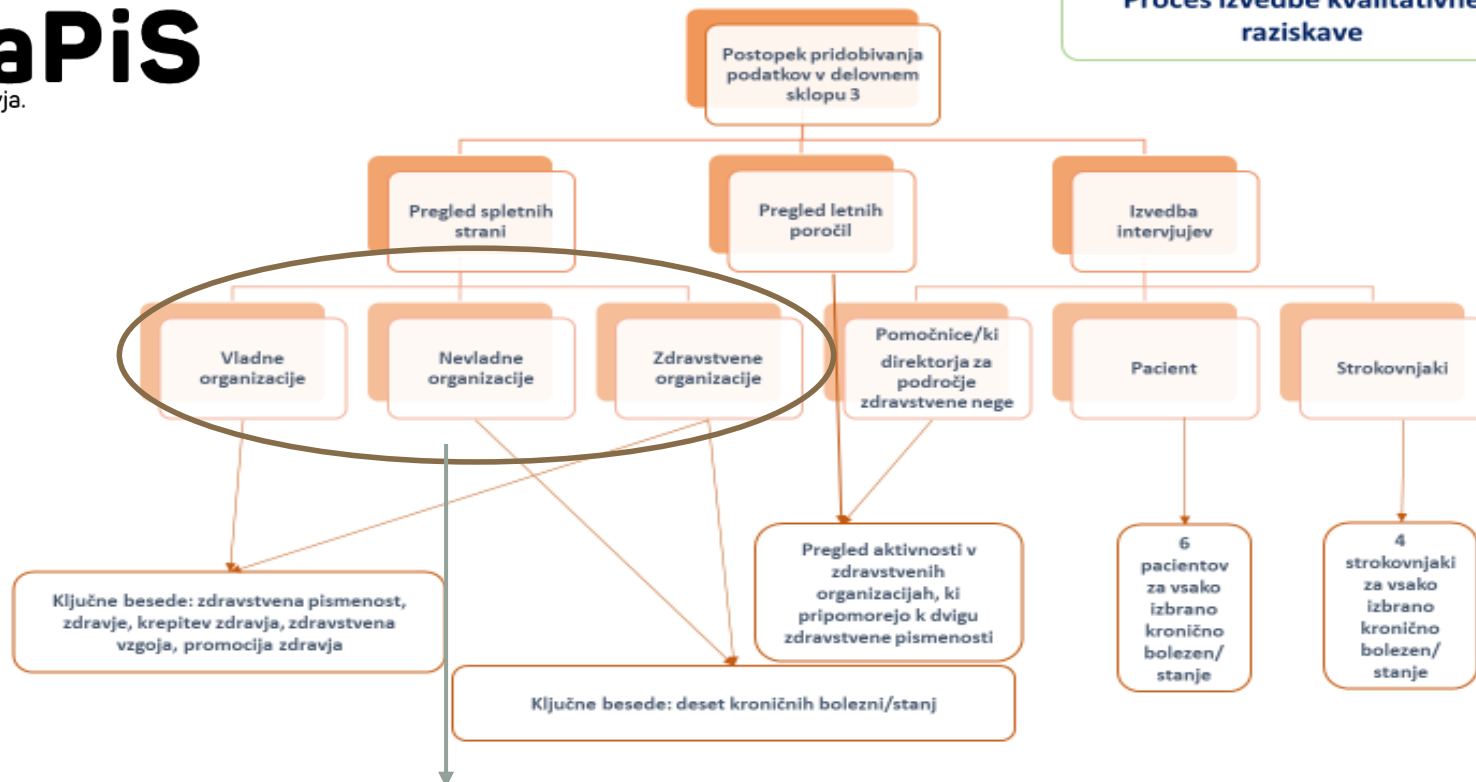 aPiS
ja.
Proces izvedbe kvalitativne
raziskave
Postopek pridobivanja
podatkov v delovnem
sklopu 3
Pregled spletnih
strani
Pregled letnih
poročil
Izvedba
intervjujev
Vladne
organizacije
Nevladne
organizacije
Zdravstvene
organizacije
Pomočnice/ki
direktorja za
področje
zdravstvene nege
Pacient
Strokovnjaki
Ključne besede: zdravstvena pismenost,
zdravje, krepitev zdravja, zdravstvena
vzgoja, promocija zdravja
Ključne besede: deset kroničnih bolezni/stanj
Pregled aktivnosti v
zdravstvenih
organizacijah, ki
pripomorejo k dvigu
zdravstvene pismenosti
6
pacientov
za vsako
izbrano
kronično
bolezen/
stanje
4
strokovnjaki
za vsako
izbrano
kronično
bolezen/
stanje